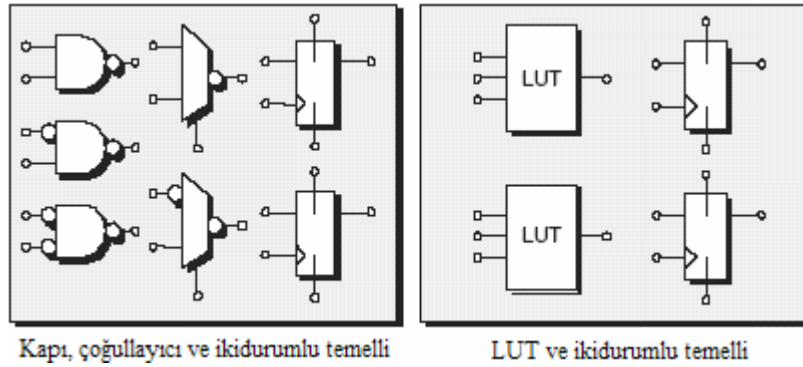 LUT
LUT
Kapı, çoğullayıcı ve ikidurumlu temelli
LUT ve ikidurumlu temelli